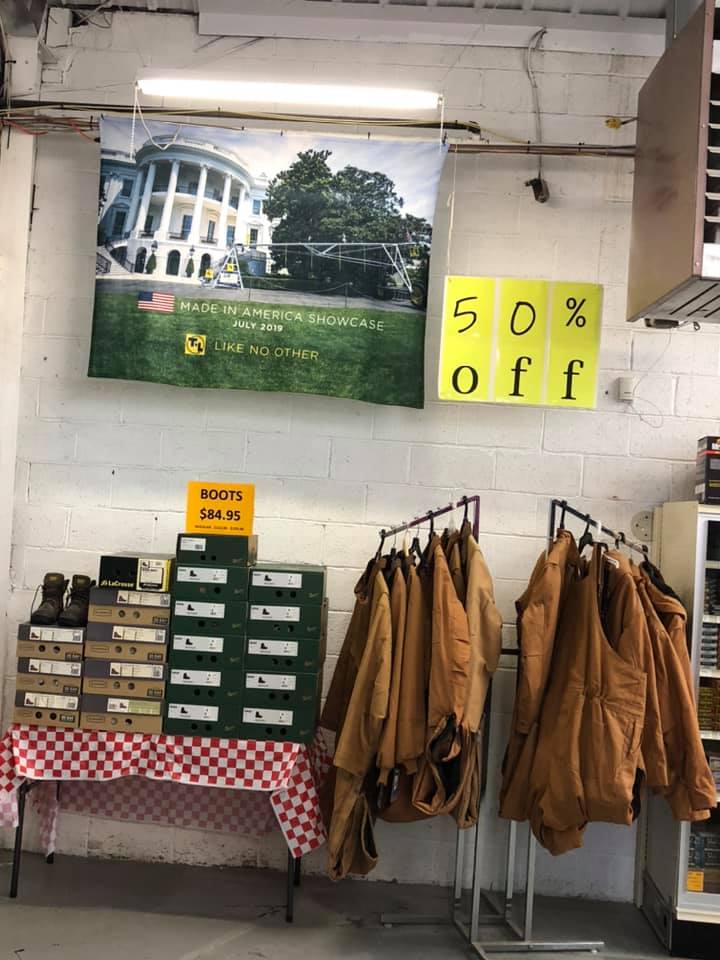 MADE IN AMERICA SHOWCASE
JULY 2019
T-L LIKE NO OTHER
50%
off
BOOTS
$84.95
LaCrosse